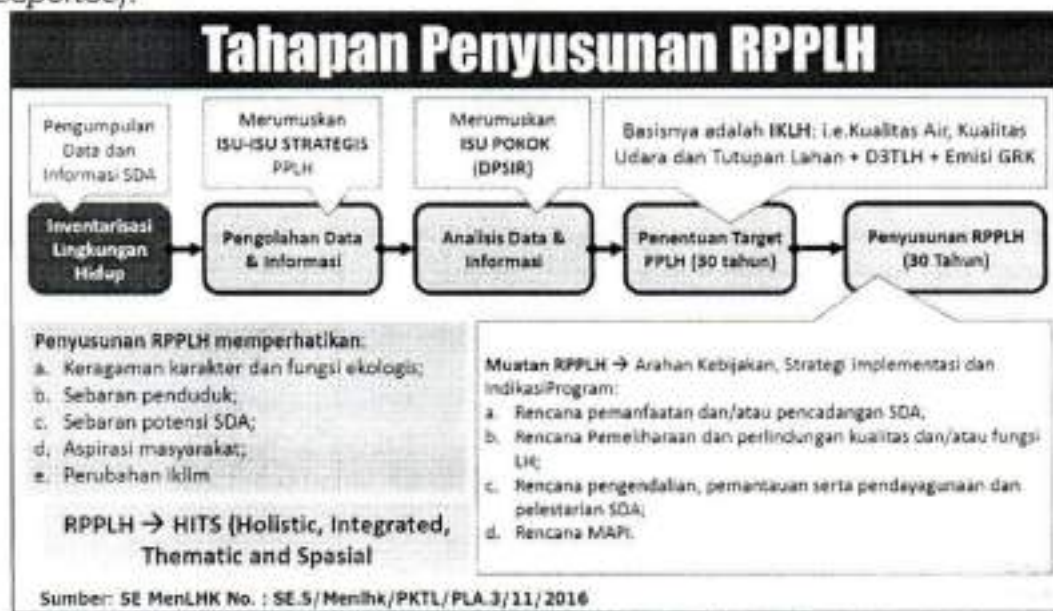 Tahapan Penyusunan RPPLH
Pengumpulan
Data dan
Informasi SDA
Merumuskan
ISU-ISU STRATEGIS
PPLH
Merumuskan
ISU POKOK
(DPSIR)
Basisnya adalah IKLH: i.e.Kualitas Air, Kualitas
Udara dan Tutupan Lahan + D3TLH + Emisi GRK
Inventarisasi
Lingkungan
Hidup
Pengolahan Data
& Informasi
Analisis Data &
Informasi
Penentuan Target
PPLH (30 tahun)
Penyusunan RPPLH
(30 Tahun)
Penyusunan RPPLH memperhatikan:
a. Keragaman karakter dan fungsi ekologis;
b. Sebaran penduduk;
c. Sebaran potensi SDA;
d. Aspirasi masyarakat;
e. Perubahan Iklim
RPPLH → HITS (Holistic, Integrated,
Thematic and Spasial
Muatan RPPLH → Arahan Kebijakan, Strategi implementasi dan
IndikasiProgram:
a. Rencana pemanfaatan dan/atau pencadangan SDA;
b. Rencana Pemeliharaan dan perlindungan kualitas dan/atau fungsi
LH;
c. Rencana pengendalian, pemantauan serta pendayagunaan dan
pelestarian SDA;
d. Rencana MAPI.
Sumber: SE MenLHK No. : SE.5/Menlhk/PKTL/PLA.3/11/2016